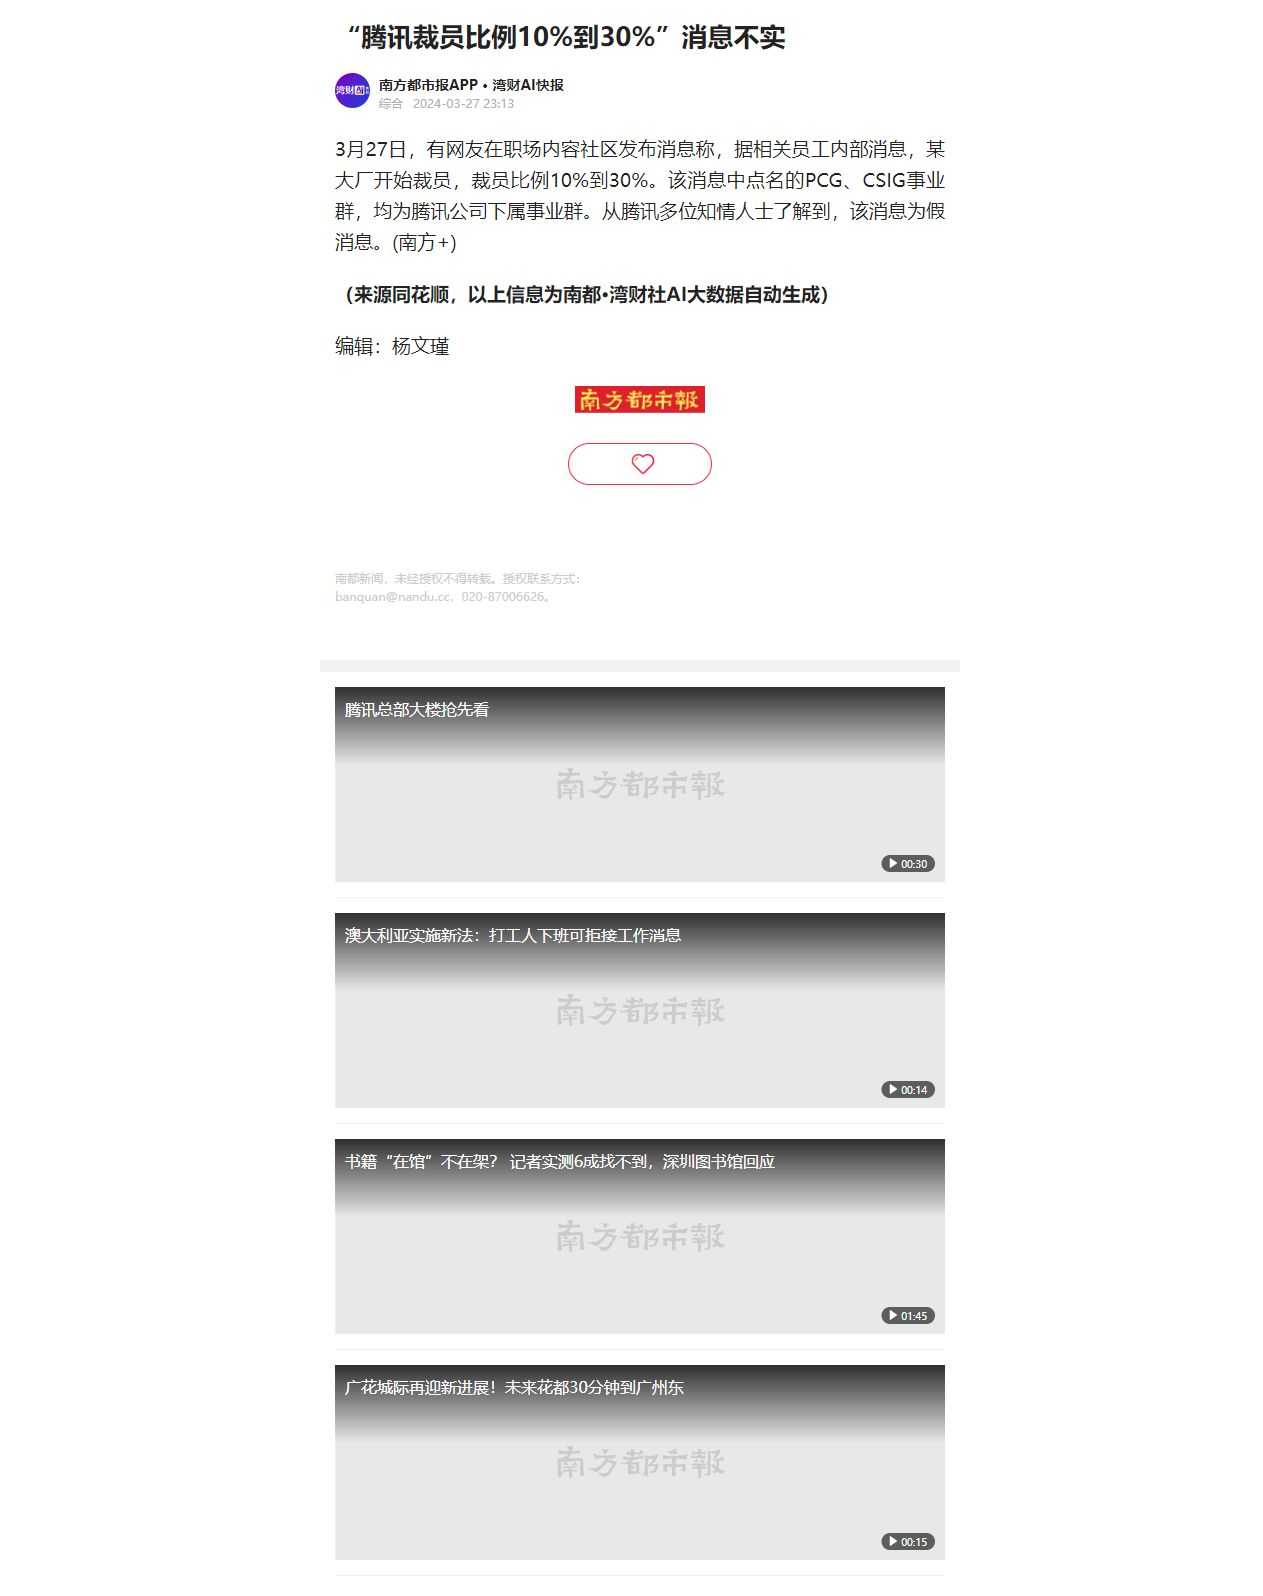 “腾讯裁员比例10%到30%”消息不实
湾财AI
南方都市报APP • 湾财AI快报
综合 2024-03-27 23:13
3月27日，有网友在职场内容社区发布消息称，据相关员工内部消息，某
大厂开始裁员，裁员比例10%到30%。该消息中点名的PCG、CSIG事业
群，均为腾讯公司下属事业群。从腾讯多位知情人士了解到，该消息为假
消息。(南方+)
（来源同花顺，以上信息为南都•湾财社AI大数据自动生成）
编辑：杨文瑾
南方都市報
南都新闻，未经授权不得转载。授权联系方式：
banquan@nandu.cc，020-87006626。
腾讯总部大楼抢先看
南方都市報
00:30
澳大利亚实施新法：打工人下班可拒接工作消息
南方都市報
00:14
书籍“在馆”不在架？ 记者实测6成找不到，深圳图书馆回应
南方都市報
01:45
广花城际再迎新进展！未来花都30分钟到广州东
南方都市報
00:15